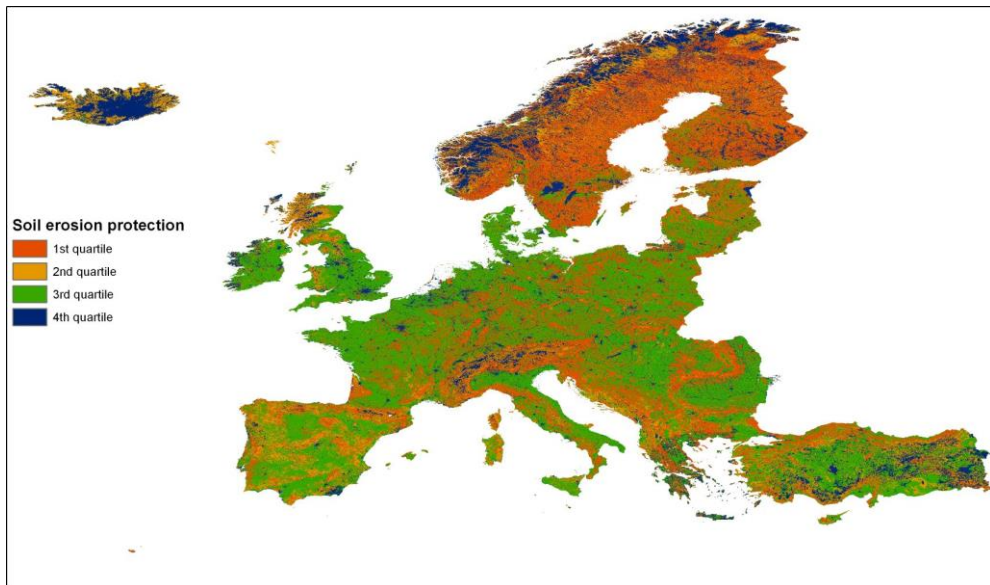 Soil erosion protection
1st quartile
2nd quartile
3rd quartile
4th quartile